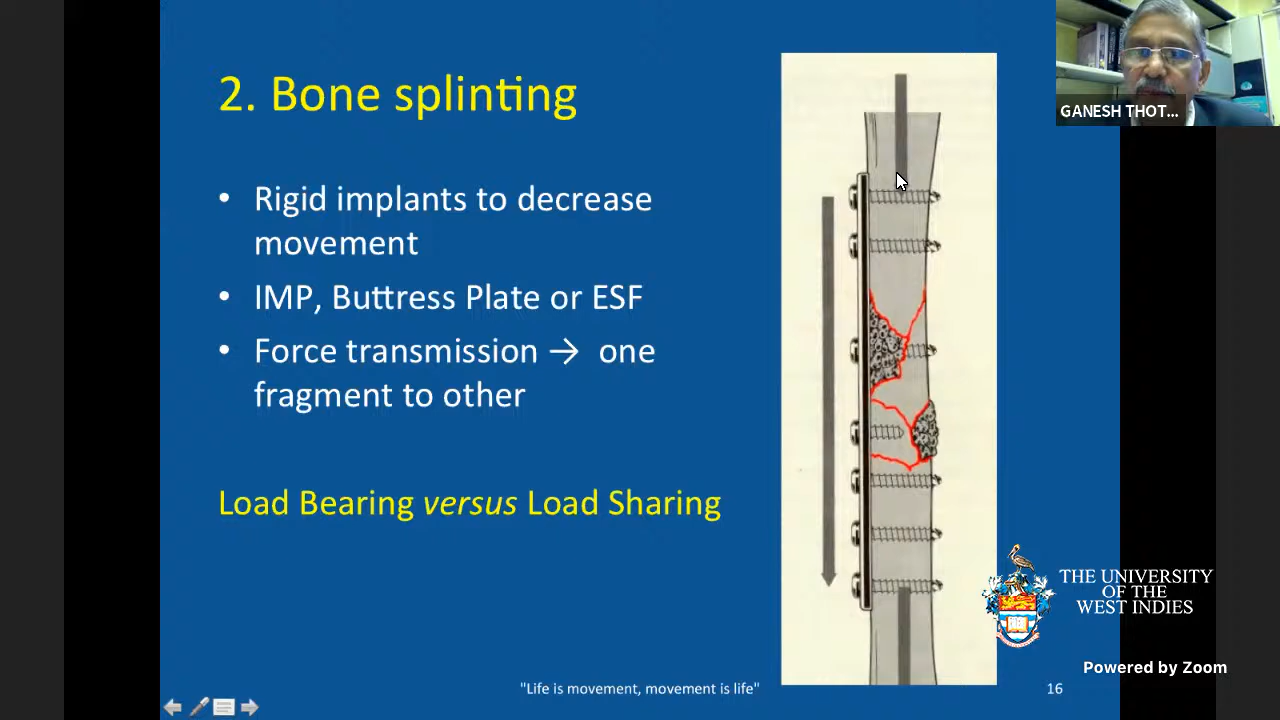 2. Bone splinting
• Rigid implants to decrease
movement
• IMP, Buttress Plate or ESF
• Force transmission → one
fragment to other
Load Bearing versus Load Sharing
"Life is movement, movement is life"
16
GANESH THOT...
THE UNIVERSITY
OF THE
WEST INDIES
Powered by Zoom